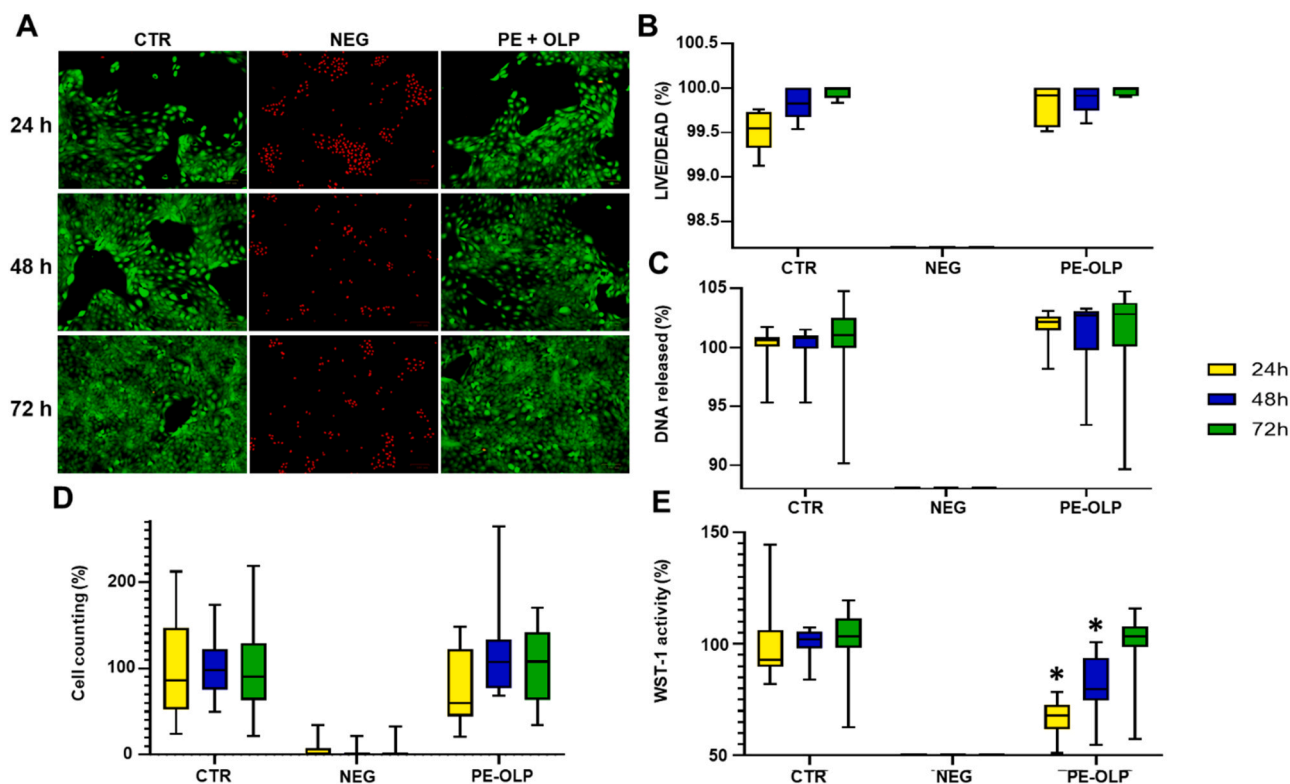 A
CTR NEG PE + OLP
24 h
48 h
72 h
B
LIVE/DEAD (%)
100.5
100.0
99.5
99.0
98.5
CTR NEG PE-OLP
C
DNA released (%)
105
100
95
90
CTR NEG PE-OLP
24h
48h
72h
D
Cell counting (%)
200
100
0
CTR NEG PE-OLP
E
WST-1 activity (%)
150
100
50
* *
CTR NEG PE-OLP